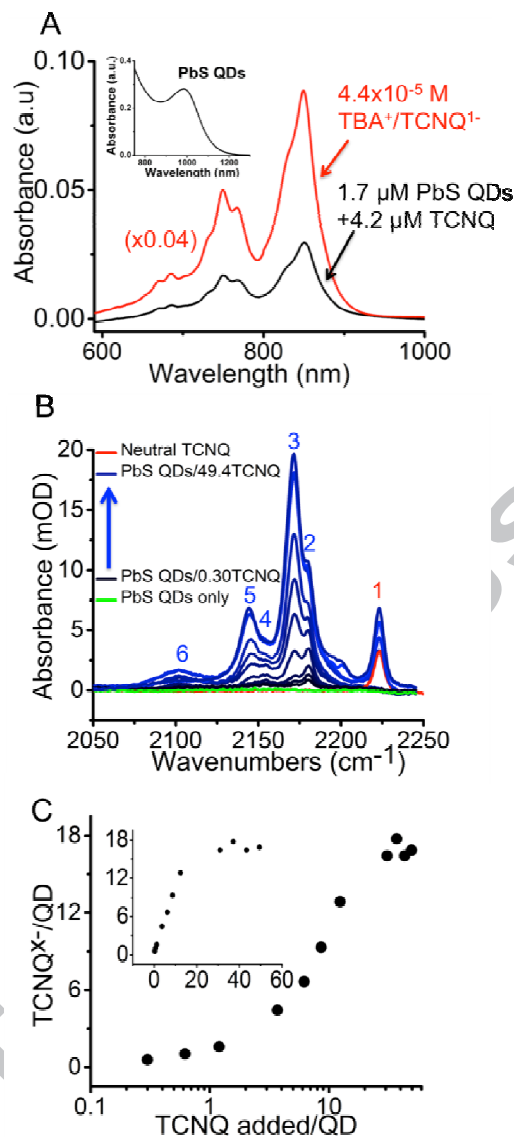 A
Absorbance (a.u)
0.10
0.05
0.00
PbS QDs
Absorbance (a.u.)
0.4
0.2
0.0
800
1000
1200
Wavelength (nm)
4.4x10⁻⁵ M
TBA⁺/TCNQ¹⁻
1.7 µM PbS QDs
+4.2 µM TCNQ
(x0.04)
600
800
1000
Wavelength (nm)
B
Absorbance (mOD)
20
15
10
5
0
Neutral TCNQ
PbS QDs/49.4TCNQ
PbS QDs/0.30TCNQ
PbS QDs only
3
2
1
5
4
6
2050
2100
2150
2200
2250
Wavenumbers (cm⁻¹)
C
TCNQˣ⁻/QD
18
12
6
0
18
12
6
0
0
20
40
60
0.1
1
10
TCNQ added/QD